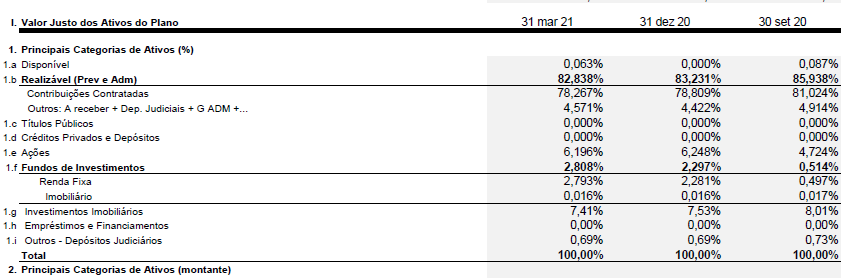 I. Valor Justo dos Ativos do Plano 31 mar 21 31 dez 20 30 set 20
1. Principais Categorias de Ativos (%)
1.a Disponível 0,063% 0,000% 0,087%
1.b Realizável (Prev e Adm) 82,838% 83,231% 85,938%
Contribuições Contratadas 78,267% 78,809% 81,024%
Outros: A receber + Dep. Judiciais + G ADM +... 4,571% 4,422% 4,914%
1.c Títulos Públicos 0,000% 0,000% 0,000%
1.d Créditos Privados e Depósitos 0,000% 0,000% 0,000%
1.e Ações 6,196% 6,248% 4,724%
1.f Fundos de Investimentos 2,808% 2,297% 0,514%
Renda Fixa 2,793% 2,281% 0,497%
Imobiliário 0,016% 0,016% 0,017%
1.g Investimentos Imobiliários 7,41% 7,53% 8,01%
1.h Empréstimos e Financiamentos 0,00% 0,00% 0,00%
1.i Outros - Depósitos Judiciários 0,69% 0,69% 0,73%
Total 100,00% 100,00% 100,00%
2. Principais Categorias de Ativos (montante)